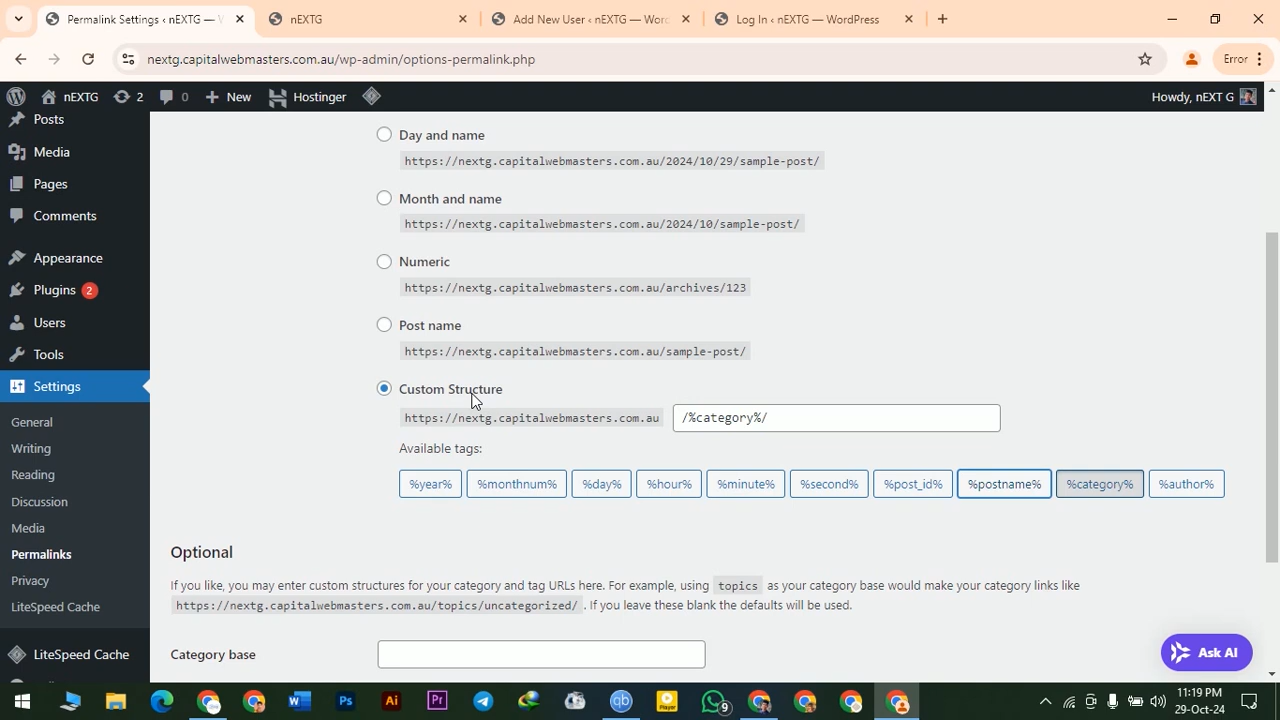 Permalink Settings ‹ nEXTG — W
nEXTG
Add New User ‹ nEXTG — Word
Log In ‹ nEXTG — WordPress
nextg.capitalwebmasters.com.au/wp-admin/options-permalink.php
Error
nEXTG
2
0
New
Hostinger
Howdy, nEXT G
Posts
Media
Pages
Comments
Appearance
Plugins 2
Users
Tools
Settings
General
Writing
Reading
Discussion
Media
Permalinks
Privacy
LiteSpeed Cache
LiteSpeed Cache
Day and name
https://nextg.capitalwebmasters.com.au/2024/10/29/sample-post/
Month and name
https://nextg.capitalwebmasters.com.au/2024/10/sample-post/
Numeric
https://nextg.capitalwebmasters.com.au/archives/123
Post name
https://nextg.capitalwebmasters.com.au/sample-post/
Custom Structure
https://nextg.capitalwebmasters.com.au /%category%/
Available tags:
%year% %monthnum% %day% %hour% %minute% %second% %post_id% %postname% %category% %author%
Optional
If you like, you may enter custom structures for your category and tag URLs here. For example, using topics as your category base would make your category links like
https://nextg.capitalwebmasters.com.au/topics/uncategorized/ . If you leave these blank the defaults will be used.
Category base
Ask AI
Ps
Ai
Pr
qb
Player
9
11:19 PM
29-Oct-24